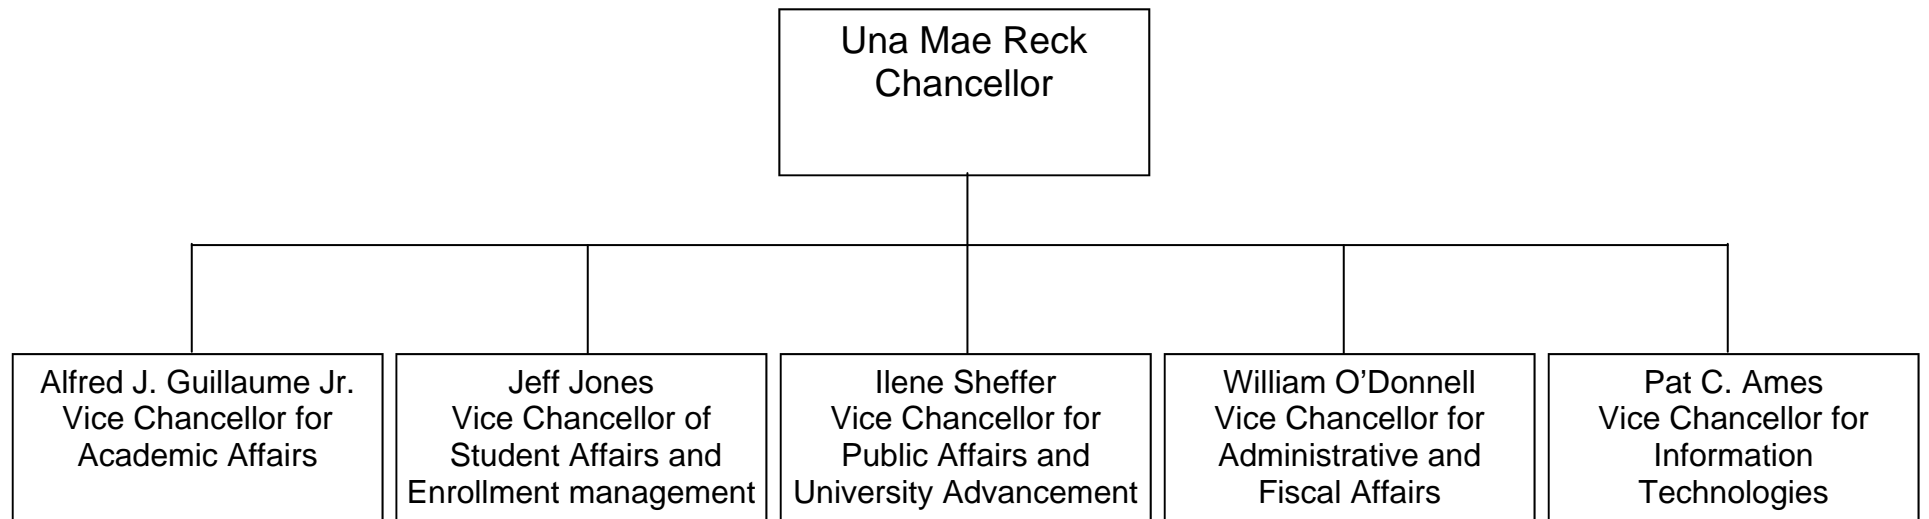 Una Mae Reck
Chancellor
Alfred J. Guillaume Jr.
Vice Chancellor for
Academic Affairs
Jeff Jones
Vice Chancellor of
Student Affairs and
Enrollment management
Ilene Sheffer
Vice Chancellor for
Public Affairs and
University Advancement
William O’Donnell
Vice Chancellor for
Administrative and
Fiscal Affairs
Pat C. Ames
Vice Chancellor for
Information
Technologies